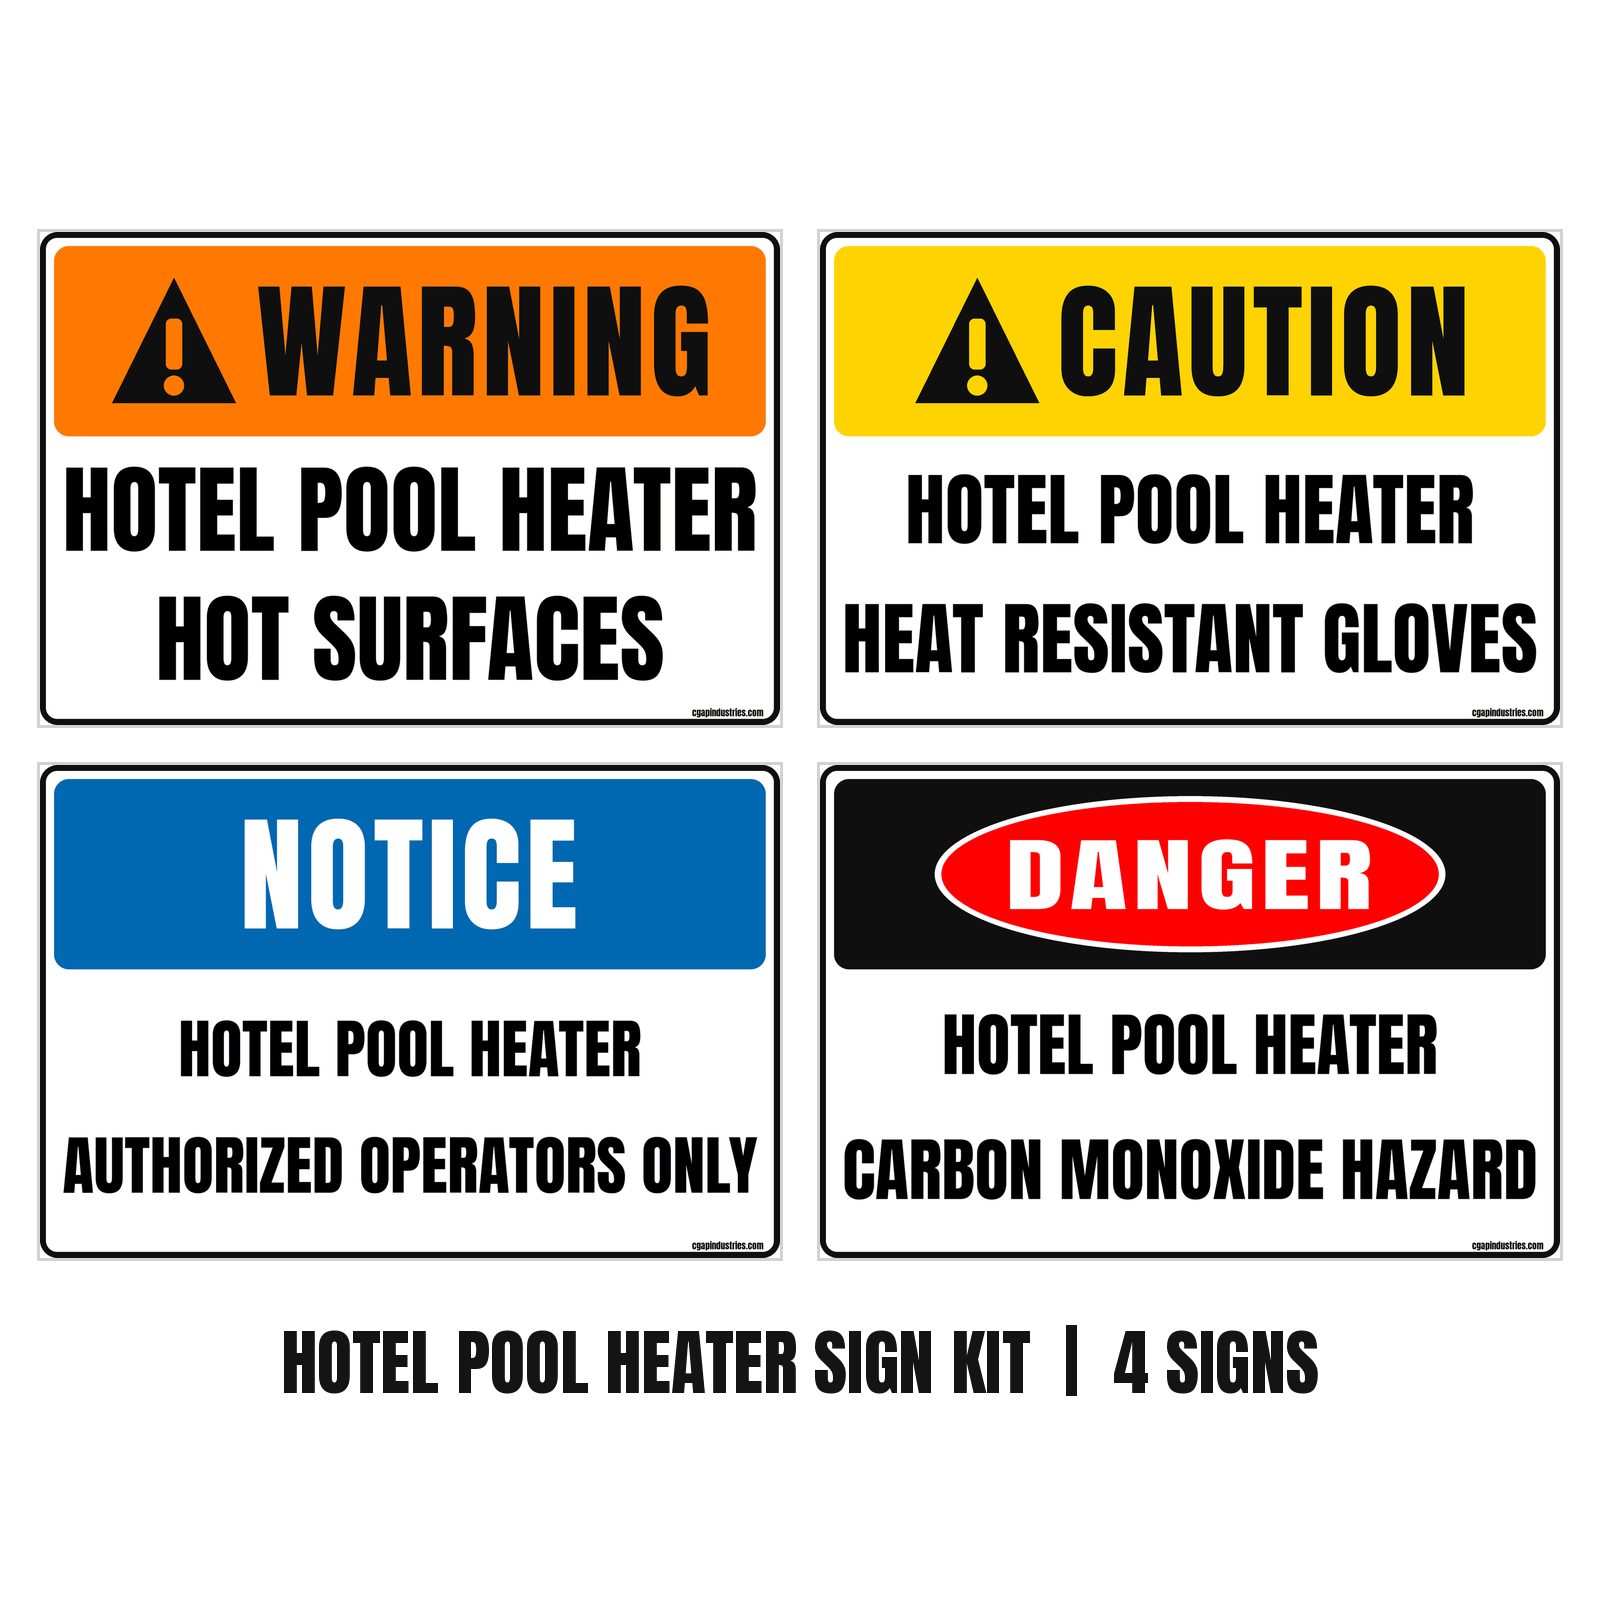 WARNING
HOTEL POOL HEATER
HOT SURFACES
cgapindustries.com
CAUTION
HOTEL POOL HEATER
HEAT RESISTANT GLOVES
cgapindustries.com
NOTICE
HOTEL POOL HEATER
AUTHORIZED OPERATORS ONLY
cgapindustries.com
DANGER
HOTEL POOL HEATER
CARBON MONOXIDE HAZARD
cgapindustries.com
HOTEL POOL HEATER SIGN KIT | 4 SIGNS